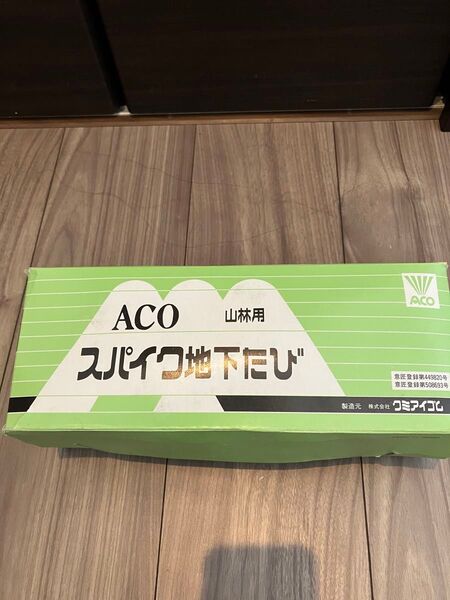 ACO 山林用
スパイク地下たび
ACO
意匠登録第449820号
意匠登録第508693号
製造元 株式会社 クミアイゴム